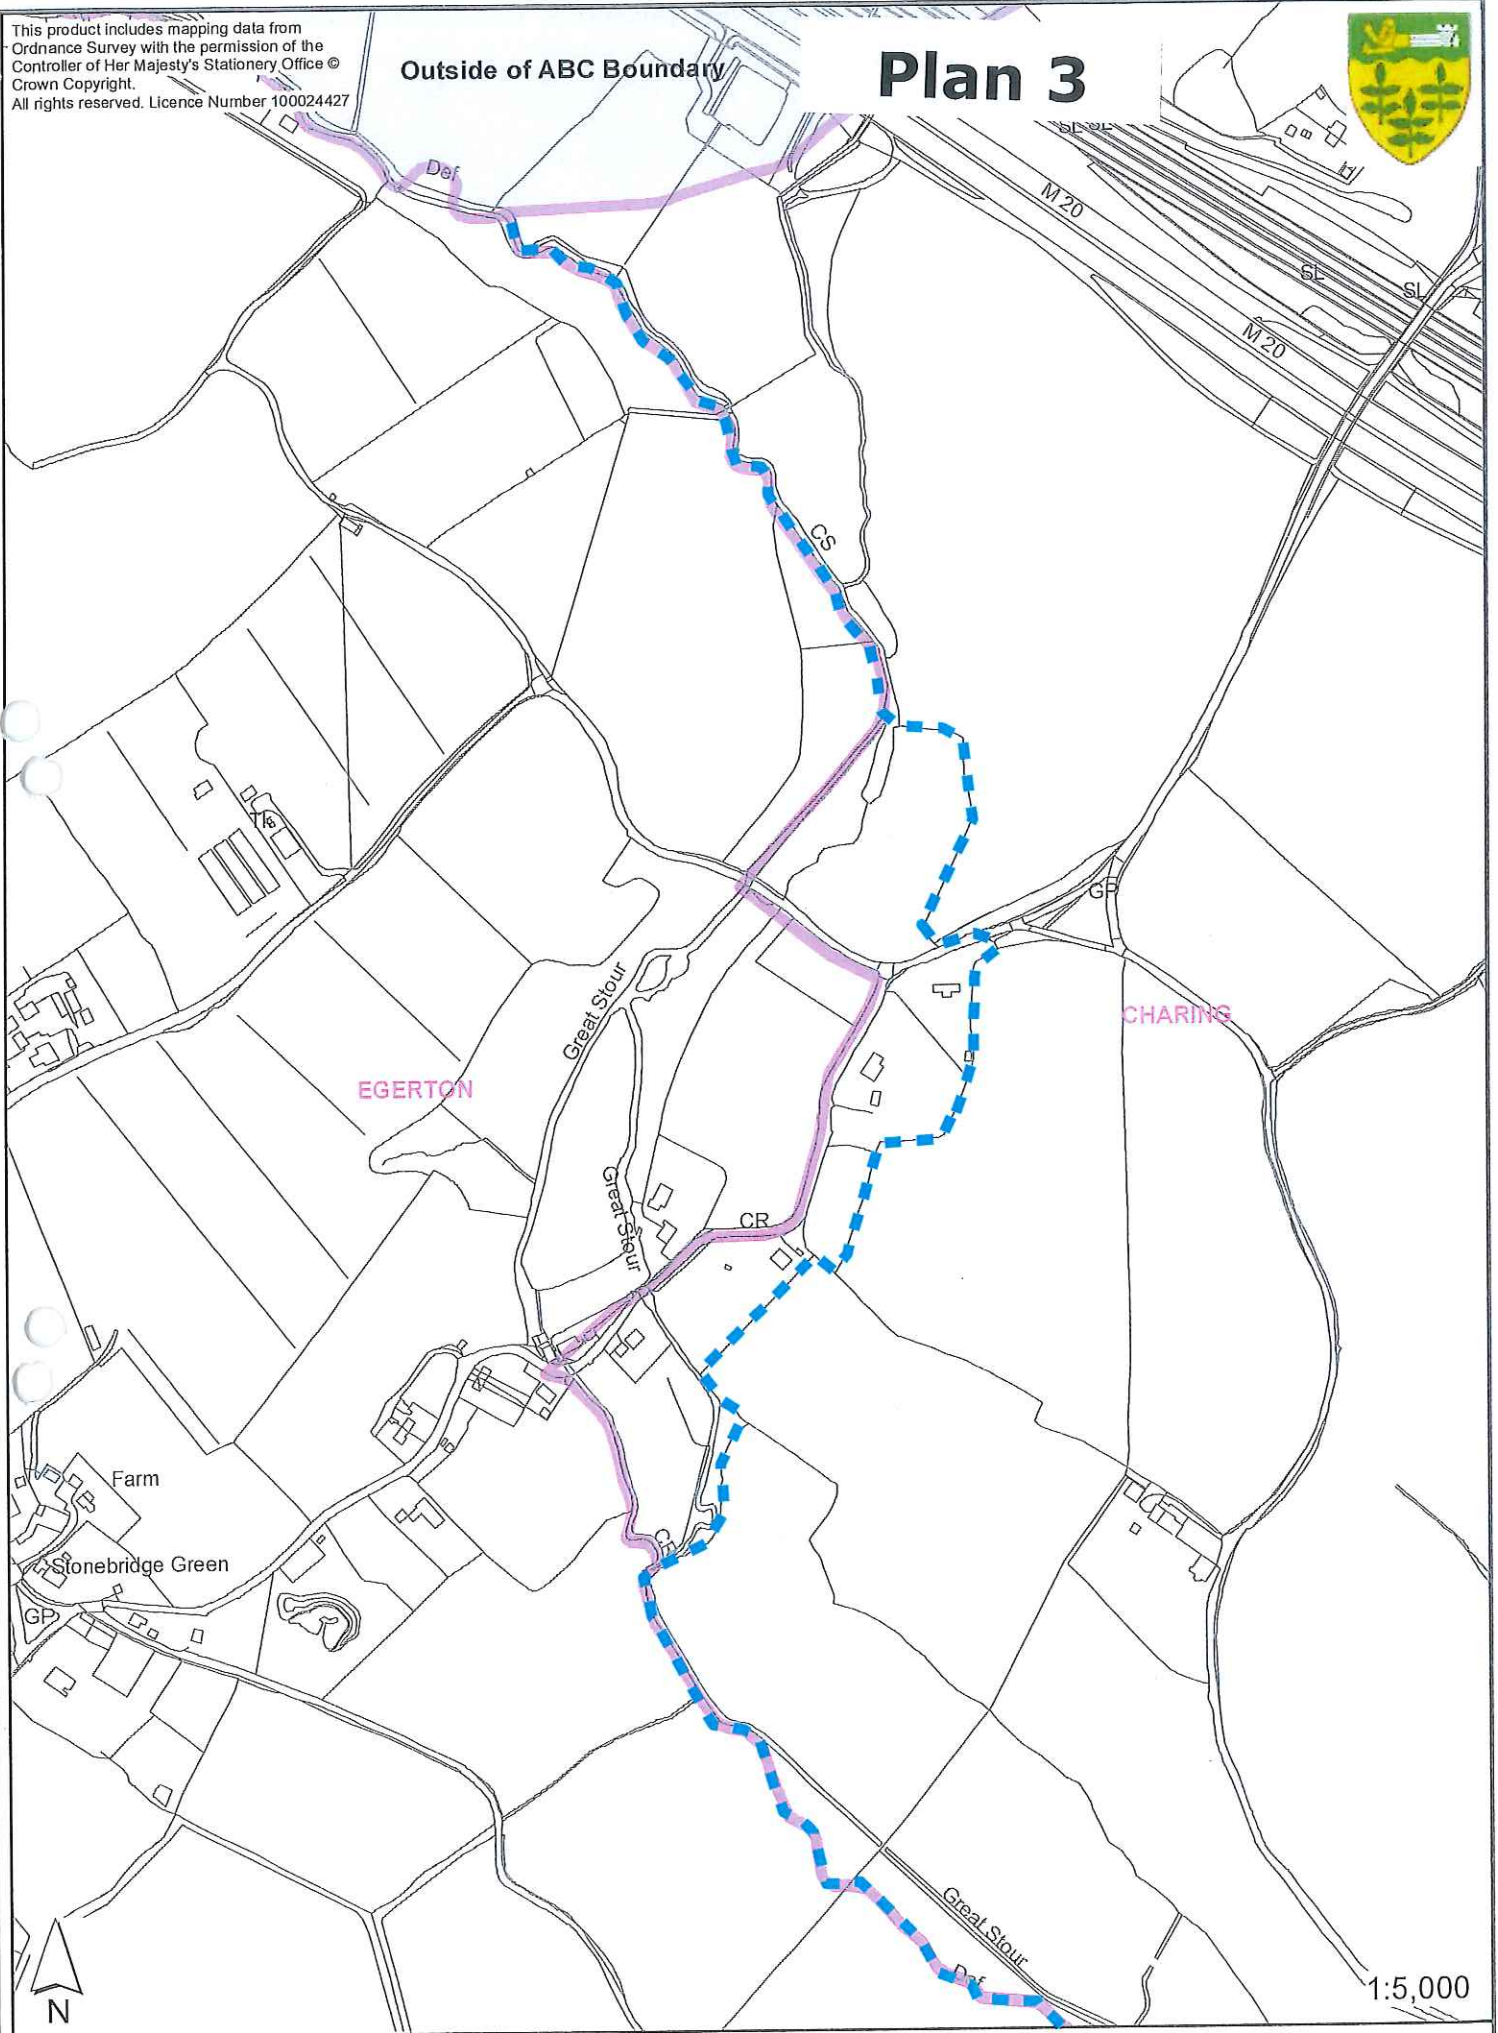 This product includes mapping data from
Ordnance Survey with the permission of the
Controller of Her Majesty's Stationery Office ©
Crown Copyright.
All rights reserved. Licence Number 100024427
Outside of ABC Boundary
Plan 3
SL SL
Def
M 20
SL
SL
M 20
CS
GP
CHARING
Great Stour
EGERTON
Great Stour
CR
Farm
Stonebridge Green
GP
Great Stour
Def
N
1:5,000